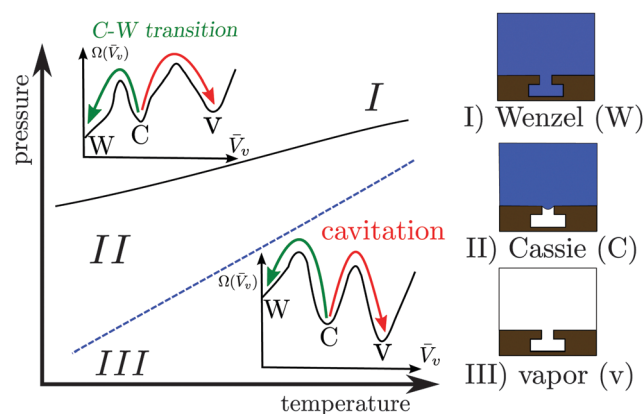 C-W transition
Ω(V̄ᵥ)
I
W
C
v
V̄ᵥ
pressure
II
cavitation
Ω(V̄ᵥ)
W
C
v
V̄ᵥ
III
temperature
I) Wenzel (W)
II) Cassie (C)
III) vapor (v)